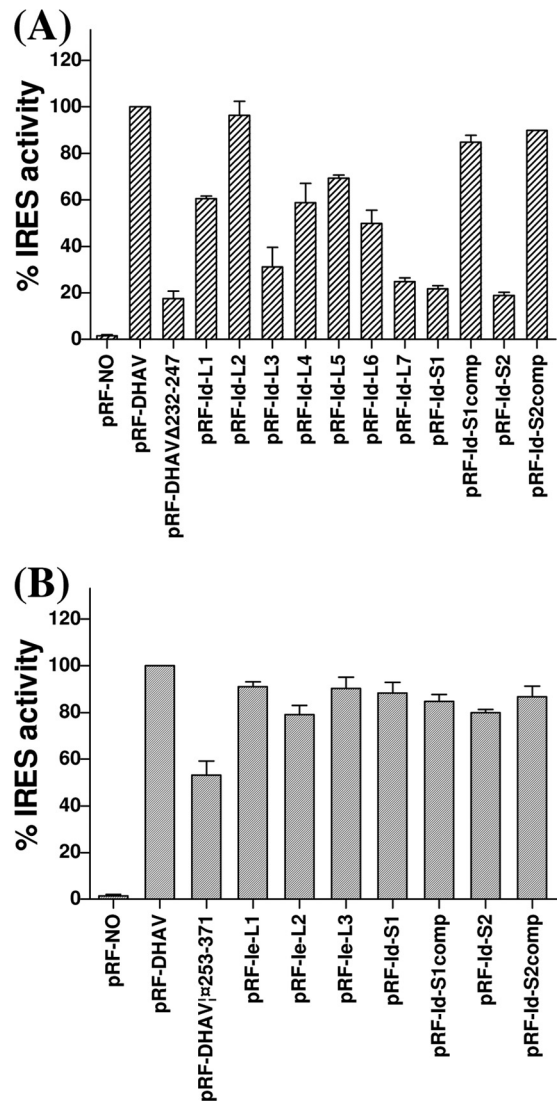 (A)
% IRES activity
120
100
80
60
40
20
0
pRF-NO
pRF-DHAV
pRF-DHAVΔ232-247
pRF-Id-L1
pRF-Id-L2
pRF-Id-L3
pRF-Id-L4
pRF-Id-L5
pRF-Id-L6
pRF-Id-L7
pRF-Id-S1
pRF-Id-S1comp
pRF-Id-S2
pRF-Id-S2comp
(B)
% IRES activity
120
100
80
60
40
20
0
pRF-NO
pRF-DHAV
pRF-DHAV¦¤253-371
pRF-Ie-L1
pRF-Ie-L2
pRF-Ie-L3
pRF-Id-S1
pRF-Id-S1comp
pRF-Id-S2
pRF-Id-S2comp